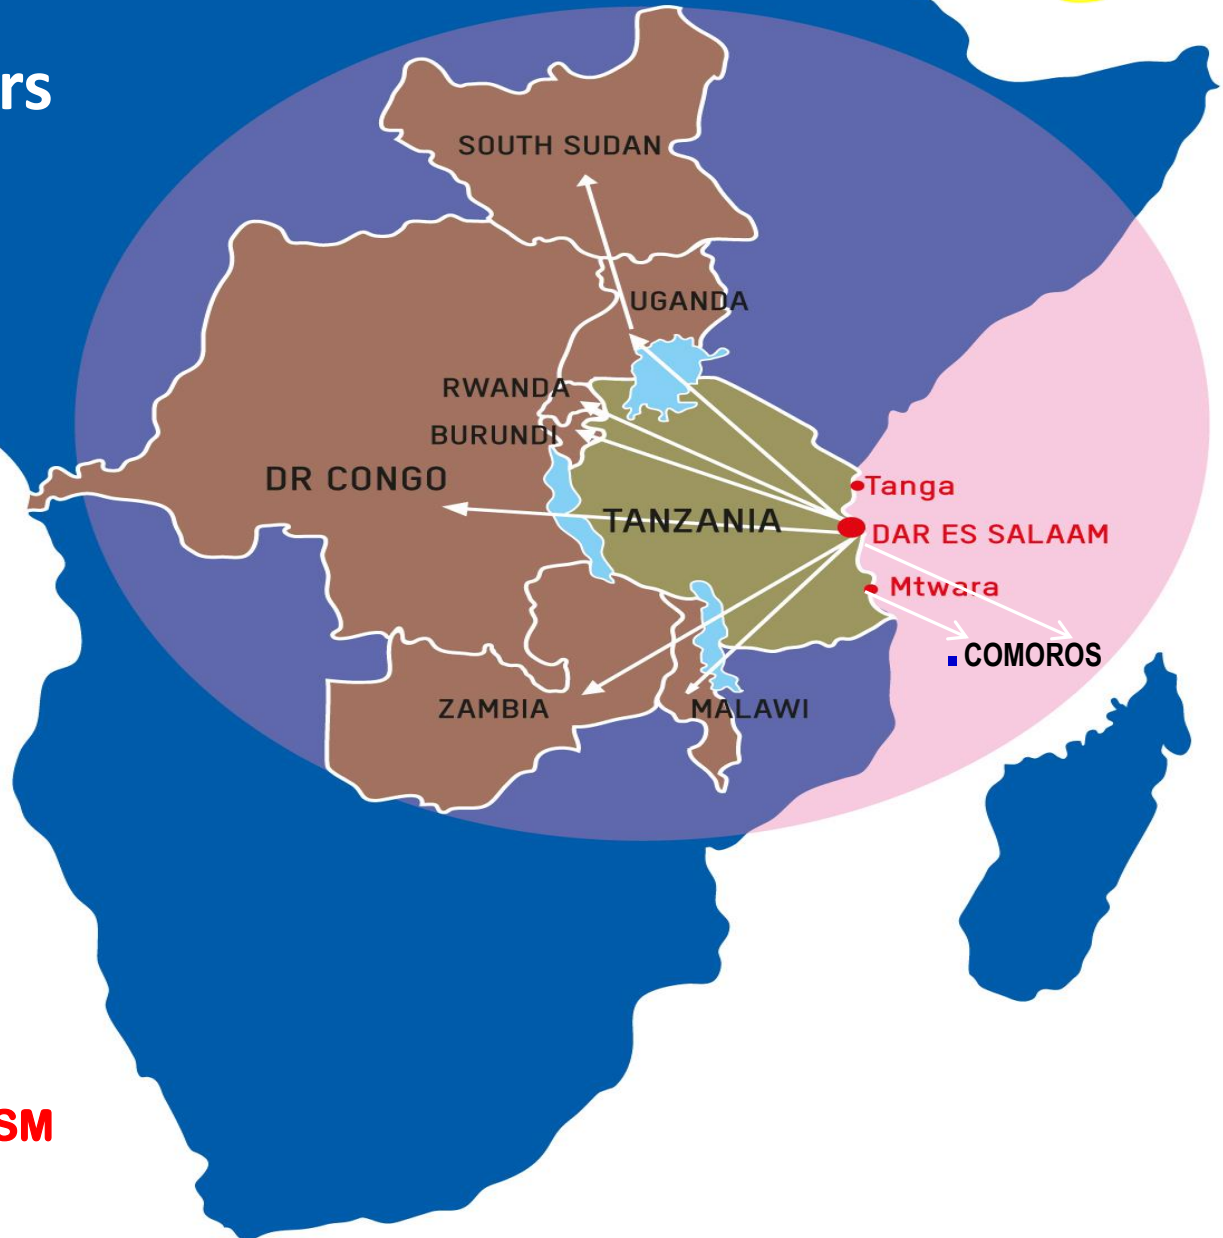 rs
SOUTH SUDAN
UGANDA
RWANDA
BURUNDI
DR CONGO
Tanga
TANZANIA
DAR ES SALAAM
Mtwara
COMOROS
ZAMBIA
MALAWI
SM